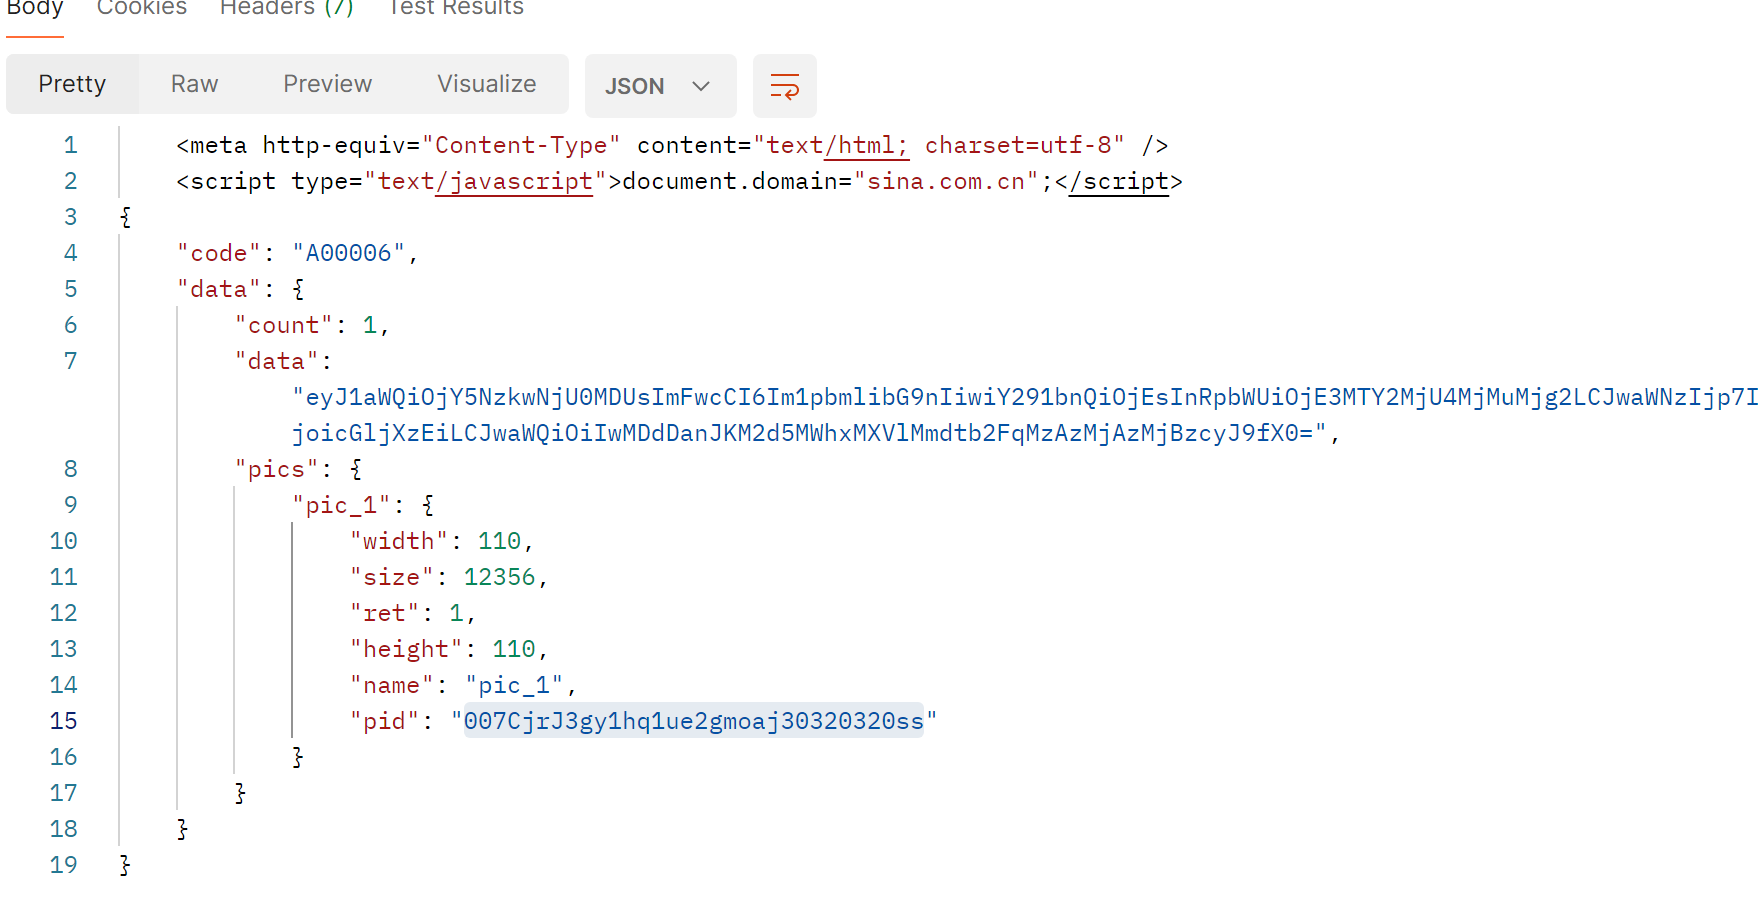 Body Cookies Headers (7) Test Results
Pretty Raw Preview Visualize JSON
1 <meta http-equiv="Content-Type" content="text/html; charset=utf-8" />
2 <script type="text/javascript">document.domain="sina.com.cn";</script>
3 {
4 "code": "A00006",
5 "data": {
6 "count": 1,
7 "data":
"eyJ1aWQiOjY5NzkwNjU0MDUsImFwcCI6Im1pbmlibG9nIiwiY291bnQiOjEsInRpbWUiOjE3MTY2MjU4MjMuMjg2LCJwaWNzIjp7I
joicGljXzEiLCJwaWQiOiIwMDdDanJKM2d5MWhxMXVlMmdtb2FqMzAzMjAzMjBzcyJ9fX0=",
8 "pics": {
9 "pic_1": {
10 "width": 110,
11 "size": 12356,
12 "ret": 1,
13 "height": 110,
14 "name": "pic_1",
15 "pid": "007CjrJ3gy1hq1ue2gmoaj30320320ss"
16 }
17 }
18 }
19 }